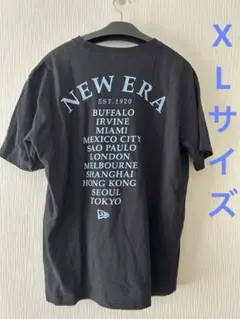 NEW ERA
EST. 1920
BUFFALO
IRVINE
MIAMI
MEXICO CITY
SAO PAULO
LONDON
MELBOURNE
SHANGHAI
HONG KONG
SEOUL
TOKYO
XLサイズ